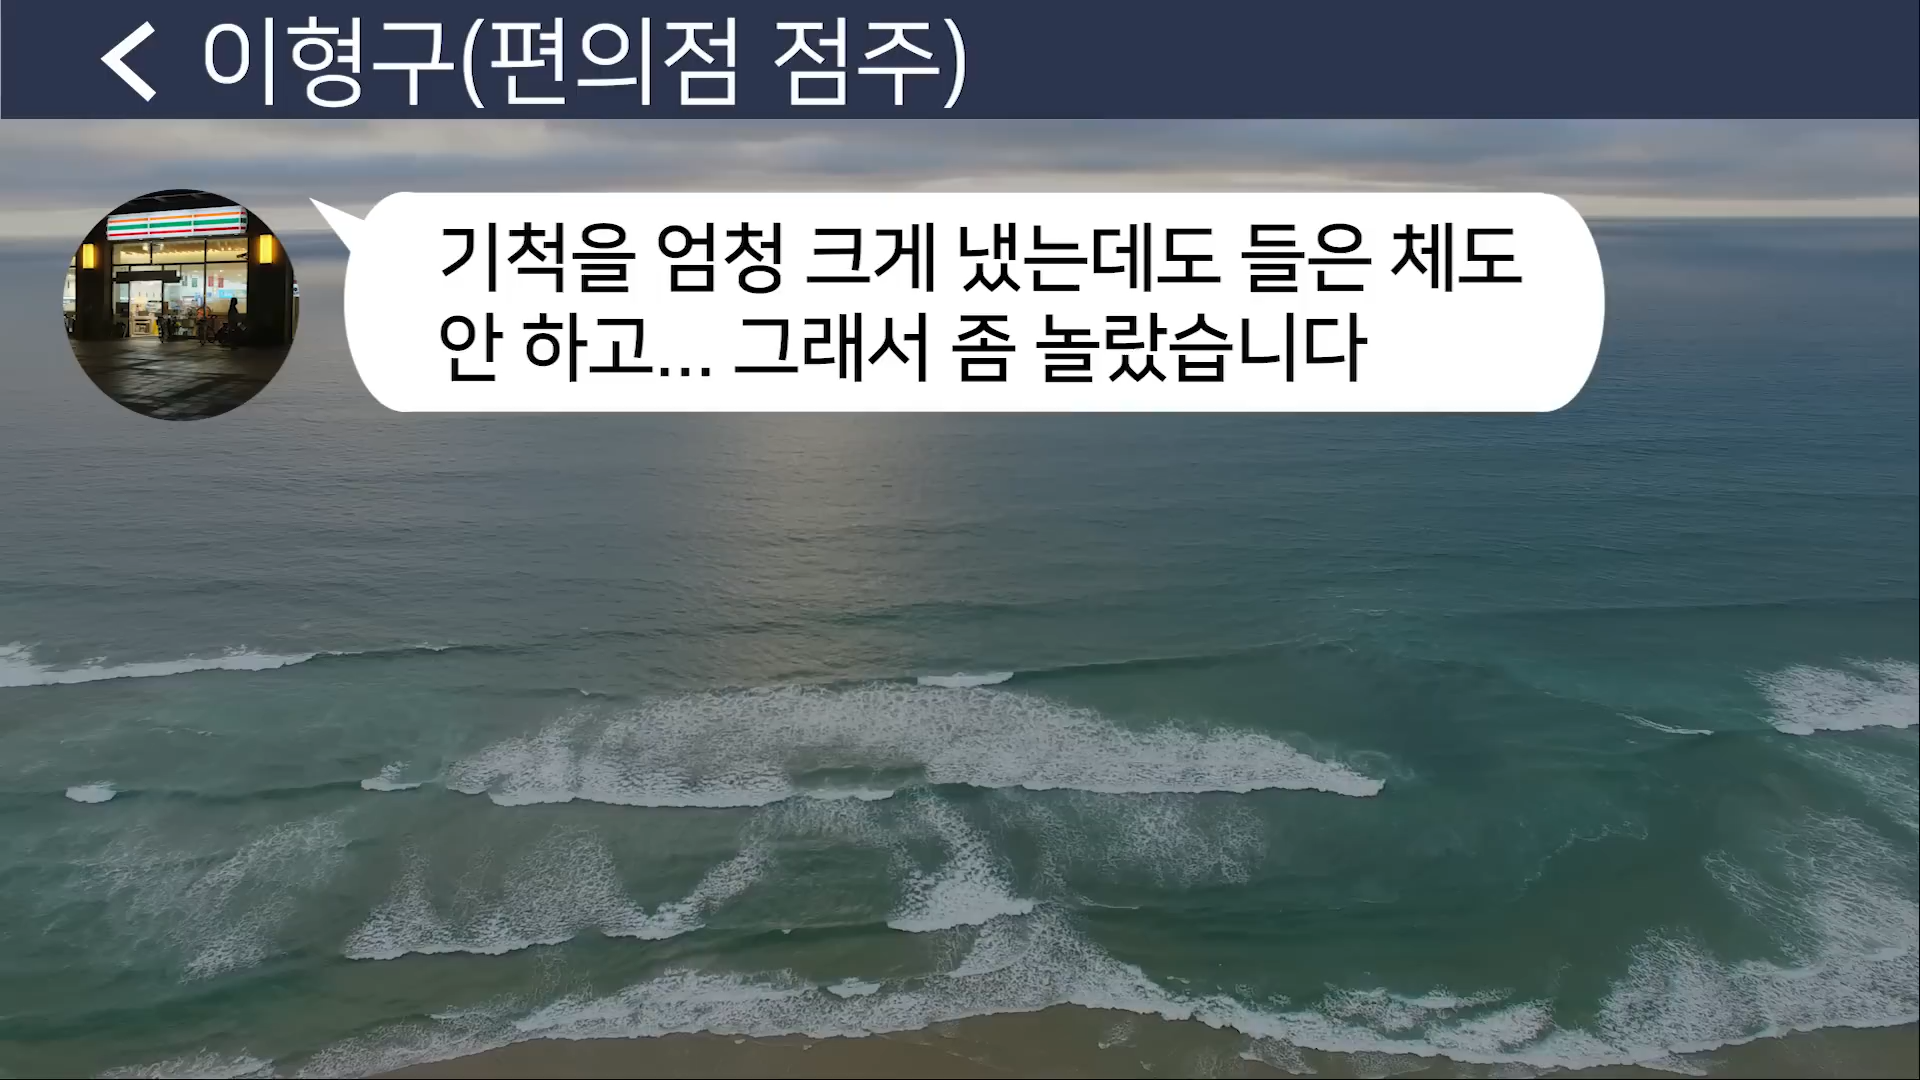 이형구(편의점 점주)
기척을 엄청 크게 냈는데도 들은 체도
안 하고... 그래서 좀 놀랐습니다